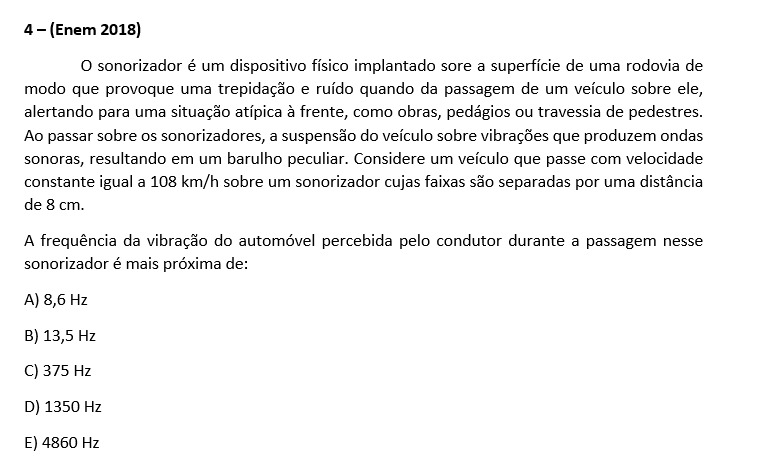 4 – (Enem 2018)
O sonorizador é um dispositivo físico implantado sore a superfície de uma rodovia de
modo que provoque uma trepidação e ruído quando da passagem de um veículo sobre ele,
alertando para uma situação atípica à frente, como obras, pedágios ou travessia de pedestres.
Ao passar sobre os sonorizadores, a suspensão do veículo sobre vibrações que produzem ondas
sonoras, resultando em um barulho peculiar. Considere um veículo que passe com velocidade
constante igual a 108 km/h sobre um sonorizador cujas faixas são separadas por uma distância
de 8 cm.
A frequência da vibração do automóvel percebida pelo condutor durante a passagem nesse
sonorizador é mais próxima de:
A) 8,6 Hz
B) 13,5 Hz
C) 375 Hz
D) 1350 Hz
E) 4860 Hz